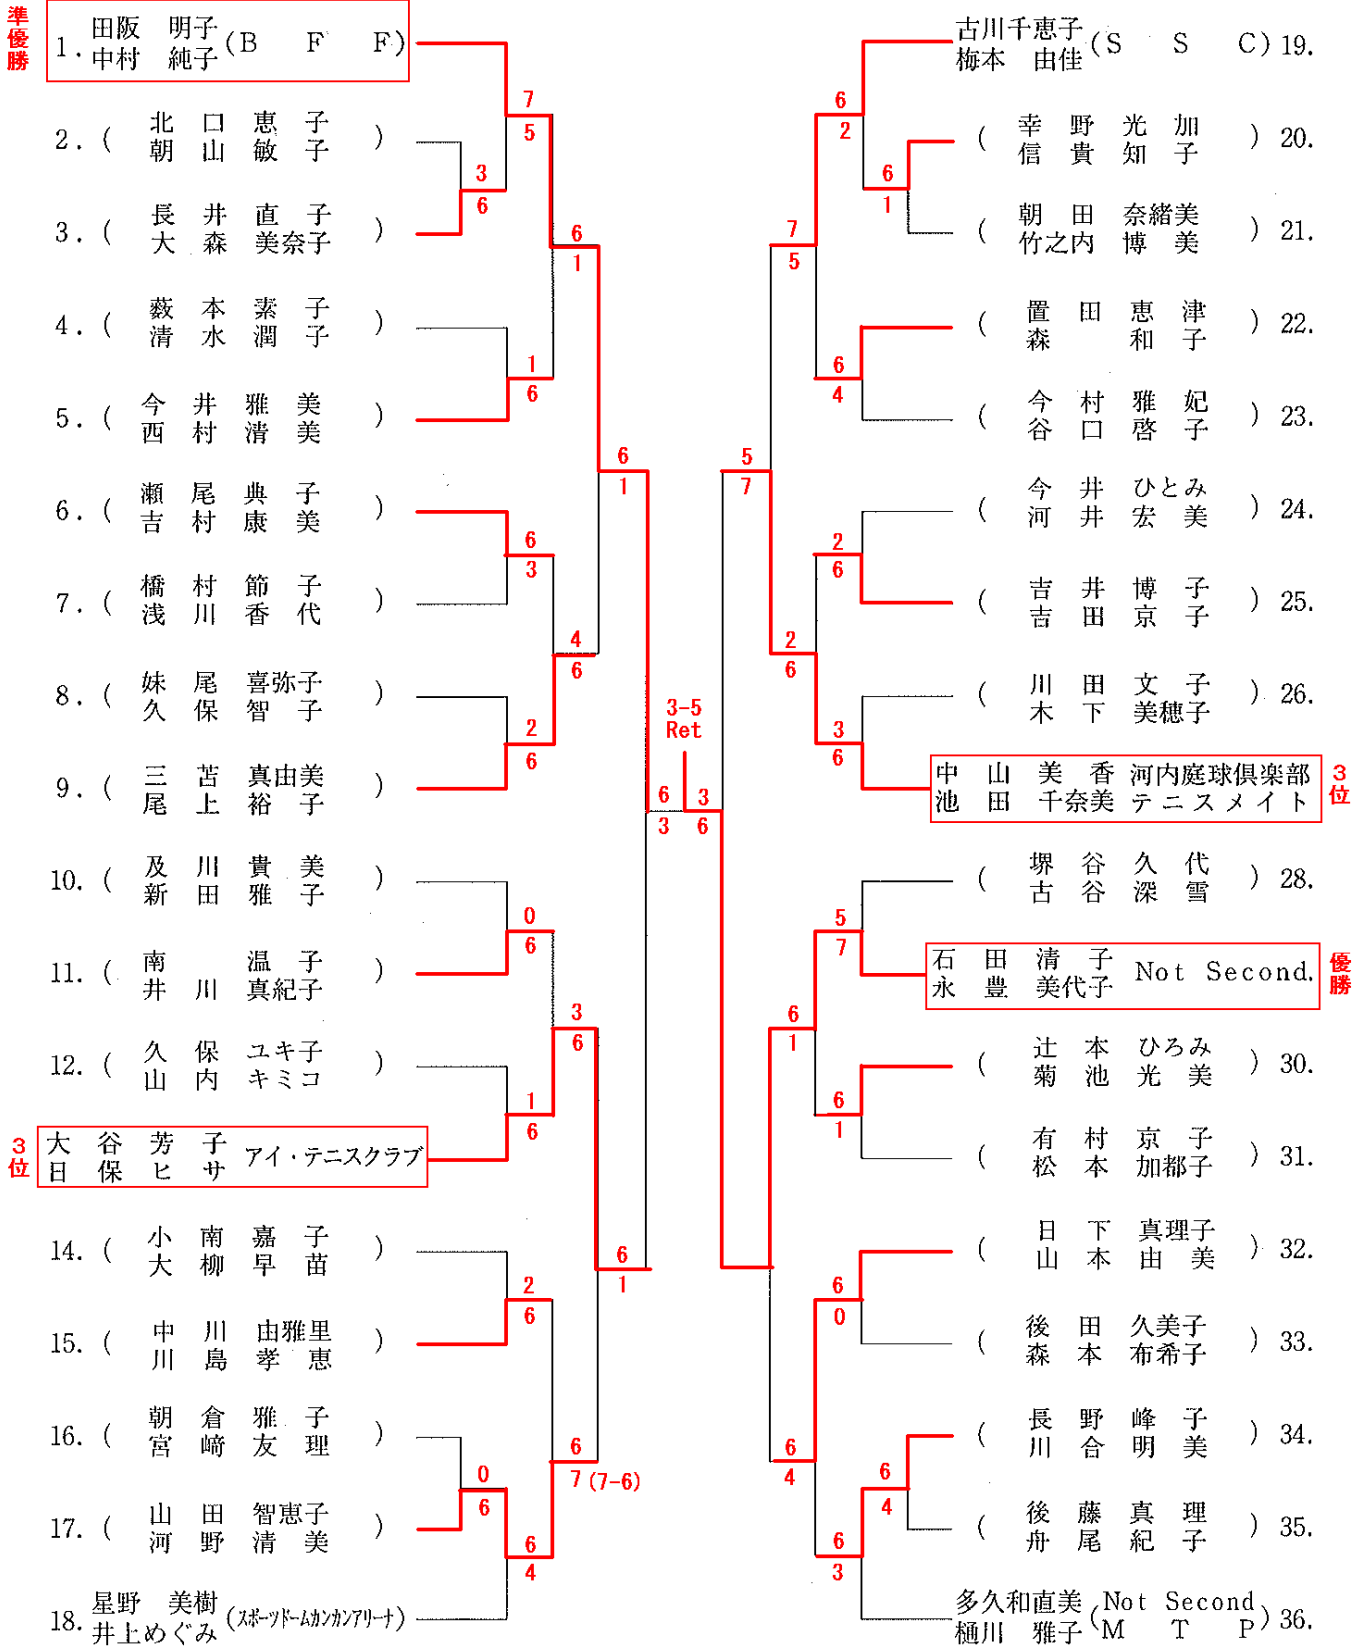 準優勝
1. 田阪 明子 (B F F)
中村 純子
2. ( 北口恵子 )
朝山敏子
3. ( 長井直子 )
大森美奈子
4. ( 薮本素子 )
清水潤子
5. ( 今井雅美 )
西村清美
6. ( 瀬尾典子 )
吉村康美
7. ( 橋村節子 )
浅川香代
8. ( 妹尾喜弥子 )
久保智子
9. ( 三苫真由美 )
尾上裕子
10. ( 及川貴美 )
新田雅子
11. ( 南温子 )
井川真紀子
12. ( 久保ユキ子 )
山内キミコ
3位
大谷芳子 アイ・テニスクラブ
日保ヒサ
14. ( 小南嘉子 )
大柳早苗
15. ( 中川由雅里 )
川島孝恵
16. ( 朝倉雅子 )
宮﨑友理
17. ( 山田智恵子 )
河野清美
18. 星野 美樹 (スポーツドームカンカンアリーナ)
井上めぐみ
7
5
3
6
6
1
1
6
6
1
6
3
4
6
2
6
0
6
3
6
1
6
6
1
2
6
6
7 (7-6)
0
6
6
4
6
3
3-5
Ret
3
6
6
2
6
1
7
5
6
4
5
7
2
6
2
6
3
6
5
7
6
1
6
1
6
0
6
4
6
4
6
3
古川千恵子 (S S C) 19.
梅本 由佳
( 幸野光加 ) 20.
信貴知子
( 朝田奈緒美 ) 21.
竹之内博美
( 置田恵津 ) 22.
森和子
( 今村雅妃 ) 23.
谷口啓子
( 今井ひとみ ) 24.
河井宏美
( 吉井博子 ) 25.
吉田京子
( 川田文子 ) 26.
木下美穂子
中山美香 河内庭球倶楽部
池田千奈美 テニスメイト
3位
( 堺谷久代 ) 28.
古谷深雪
石田清子 Not Second.
永豊美代子
優勝
( 辻本ひろみ ) 30.
菊池光美
( 有村京子 ) 31.
松本加都子
( 日下真理子 ) 32.
山本由美
( 後田久美子 ) 33.
森本布希子
( 長野峰子 ) 34.
川合明美
( 後藤真理 ) 35.
舟尾紀子
多久和直美 (Not Second
樋川 雅子 M T P) 36.